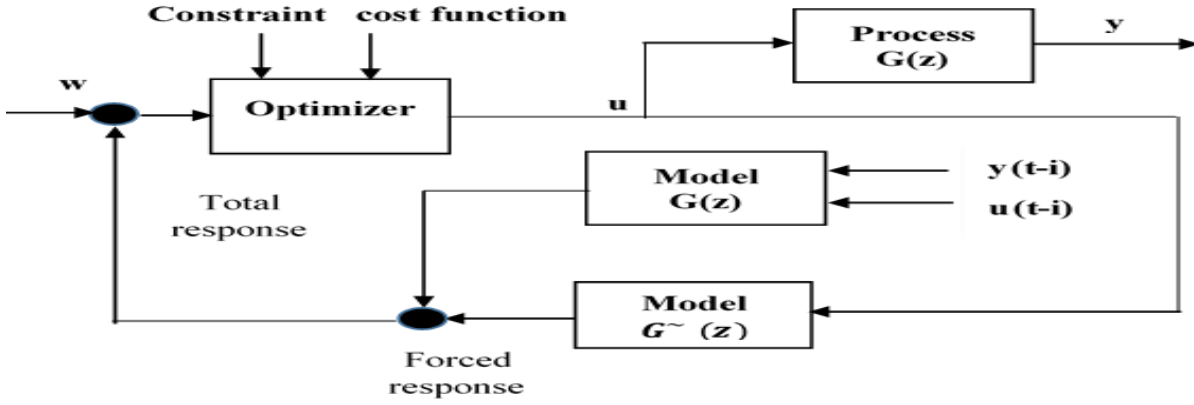 Constraint cost function
Process
G(z)
y
w
Optimizer
u
Model
G(z)
y(t-i)
u(t-i)
Total
response
Model
G~ (z)
Forced
response